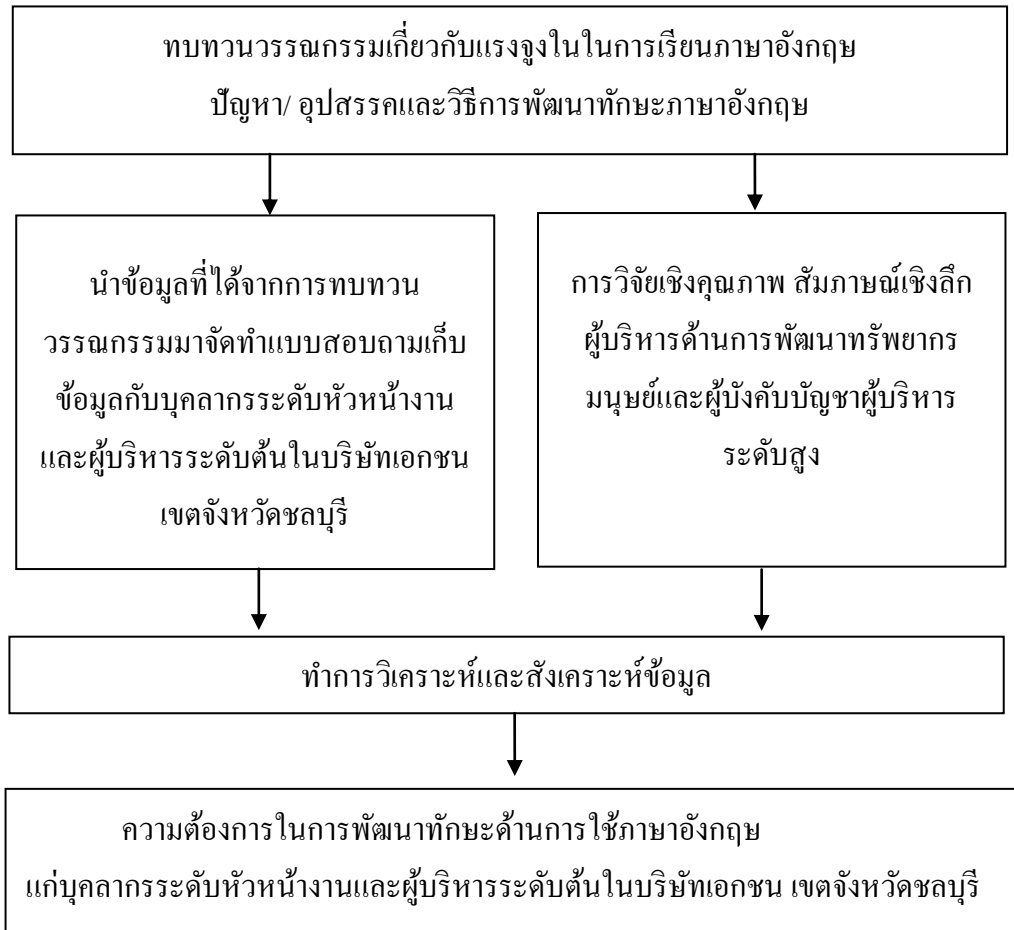 ทบทวนวรรณกรรมเกี่ยวกับแรงจูงในในการเรียนภาษาอังกฤษ
ปัญหา/ อุปสรรคและวิธีการพัฒนาทักษะภาษาอังกฤษ
นำข้อมูลที่ได้จากการทบทวน
วรรณกรรมมาจัดทำแบบสอบถามเก็บ
ข้อมูลกับบุคลากรระดับหัวหน้างาน
และผู้บริหารระดับต้นในบริษัทเอกชน
เขตจังหวัดชลบุรี
การวิจัยเชิงคุณภาพ สัมภาษณ์เชิงลึก
ผู้บริหารด้านการพัฒนาทรัพยากร
มนุษย์และผู้บังคับบัญชาผู้บริหาร
ระดับสูง
ทำการวิเคราะห์และสังเคราะห์ข้อมูล
ความต้องการในการพัฒนาทักษะด้านการใช้ภาษาอังกฤษ
แก่บุคลากรระดับหัวหน้างานและผู้บริหารระดับต้นในบริษัทเอกชน เขตจังหวัดชลบุรี